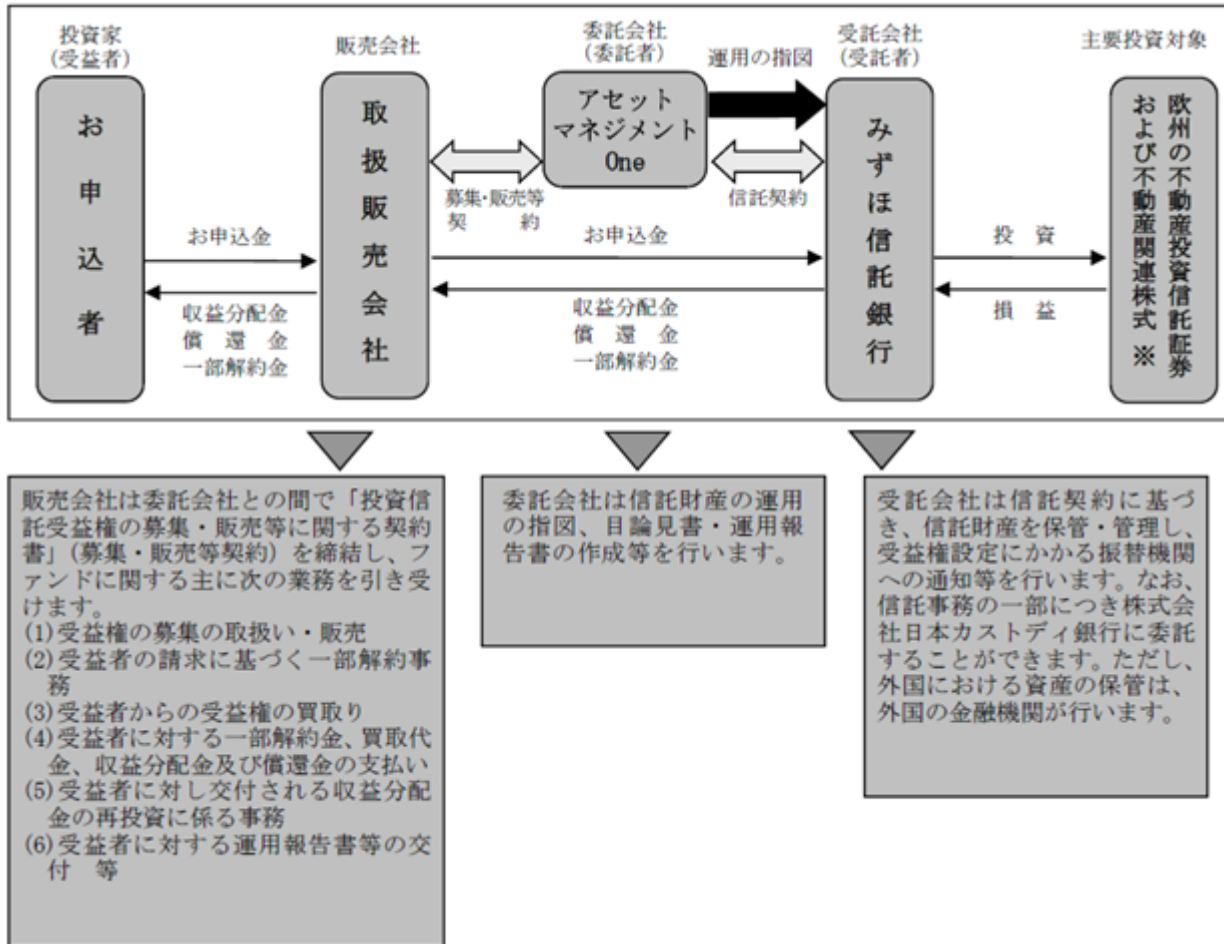 投資家
(受益者)
お申込者
販売会社
取扱販売会社
委託会社
(委託者)
アセット
マネジメント
One
運用の指図
受託会社
(受託者)
みずほ信託銀行
主要投資対象
欧州の不動産投資信託証券
および不動産関連株式 ※
募集・販売等
契　　　約
信託契約
お申込金
収益分配金
償　還　金
一部解約金
お申込金
収益分配金
償　還　金
一部解約金
投　資
損　益
販売会社は委託会社との間で「投資信
託受益権の募集・販売等に関する契約
書」(募集・販売等契約)を締結し、フ
ァンドに関する主に次の業務を引き受
けます。
(1)受益権の募集の取扱い・販売
(2)受益者の請求に基づく一部解約事
務
(3)受益者からの受益権の買取り
(4)受益者に対する一部解約金、買取代
金、収益分配金及び償還金の支払い
(5)受益者に対し交付される収益分配
金の再投資に係る事務
(6)受益者に対する運用報告書等の交
付　等
委託会社は信託財産の運用
の指図、目論見書・運用報
告書の作成等を行います。
受託会社は信託契約に基づ
き、信託財産を保管・管理し、
受益権設定にかかる振替機関
への通知等を行います。なお、
信託事務の一部につき株式会
社日本カストディ銀行に委託
することができます。ただし、
外国における資産の保管は、
外国の金融機関が行います。